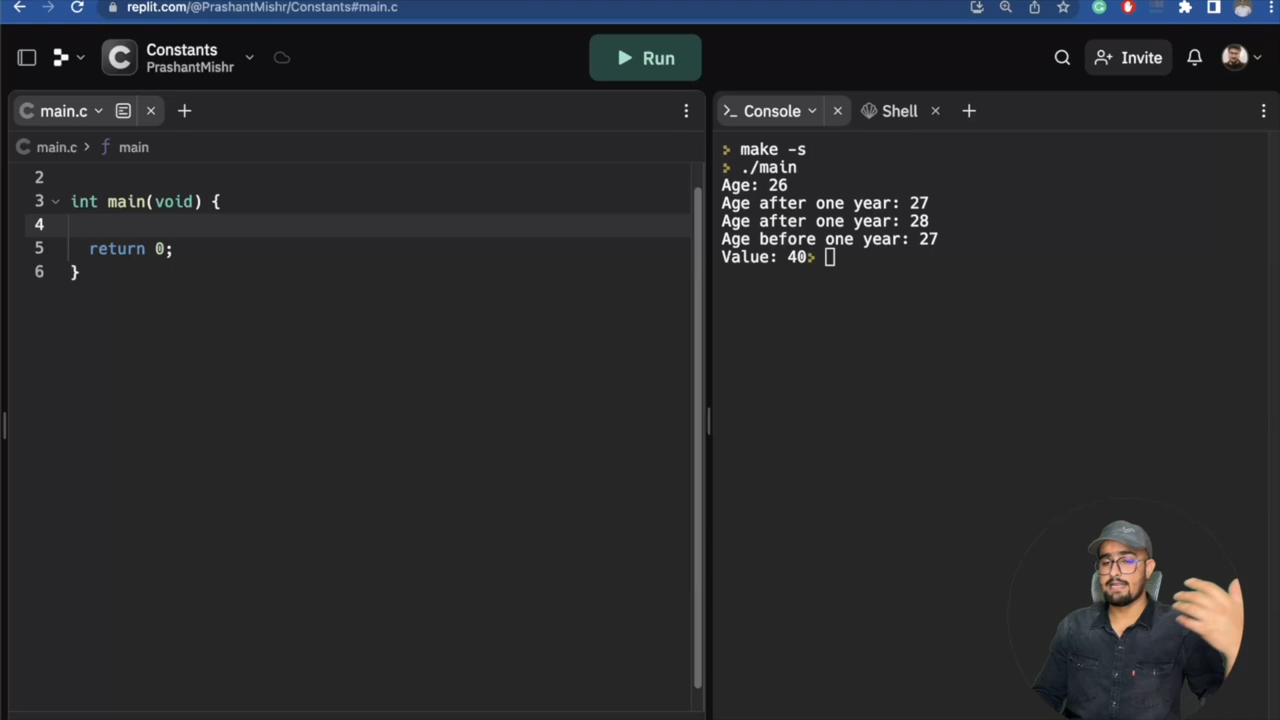 replit.com/@PrashantMishr/Constants#main.c
Constants
PrashantMishr
Run
Invite
main.c
main.c > f main
2
3 int main(void) {
4
5 return 0;
6 }
>_ Console
Shell
> make -s
> ./main
Age: 26
Age after one year: 27
Age after one year: 28
Age before one year: 27
Value: 40>